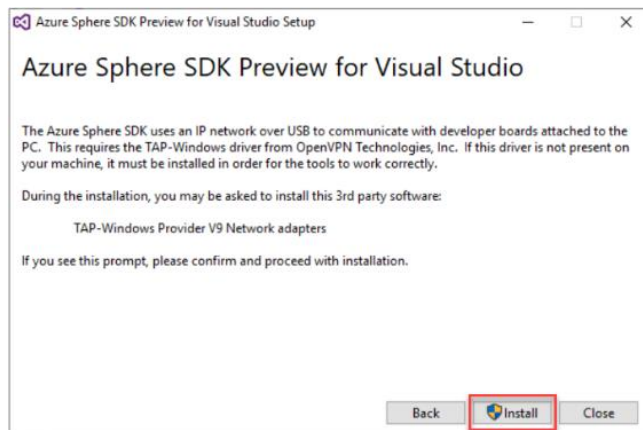 Azure Sphere SDK Preview for Visual Studio Setup
Azure Sphere SDK Preview for Visual Studio
The Azure Sphere SDK uses an IP network over USB to communicate with developer boards attached to the
PC. This requires the TAP-Windows driver from OpenVPN Technologies, Inc. If this driver is not present on
your machine, it must be installed in order for the tools to work correctly.
During the installation, you may be asked to install this 3rd party software:
TAP-Windows Provider V9 Network adapters
If you see this prompt, please confirm and proceed with installation.
Back Install Close